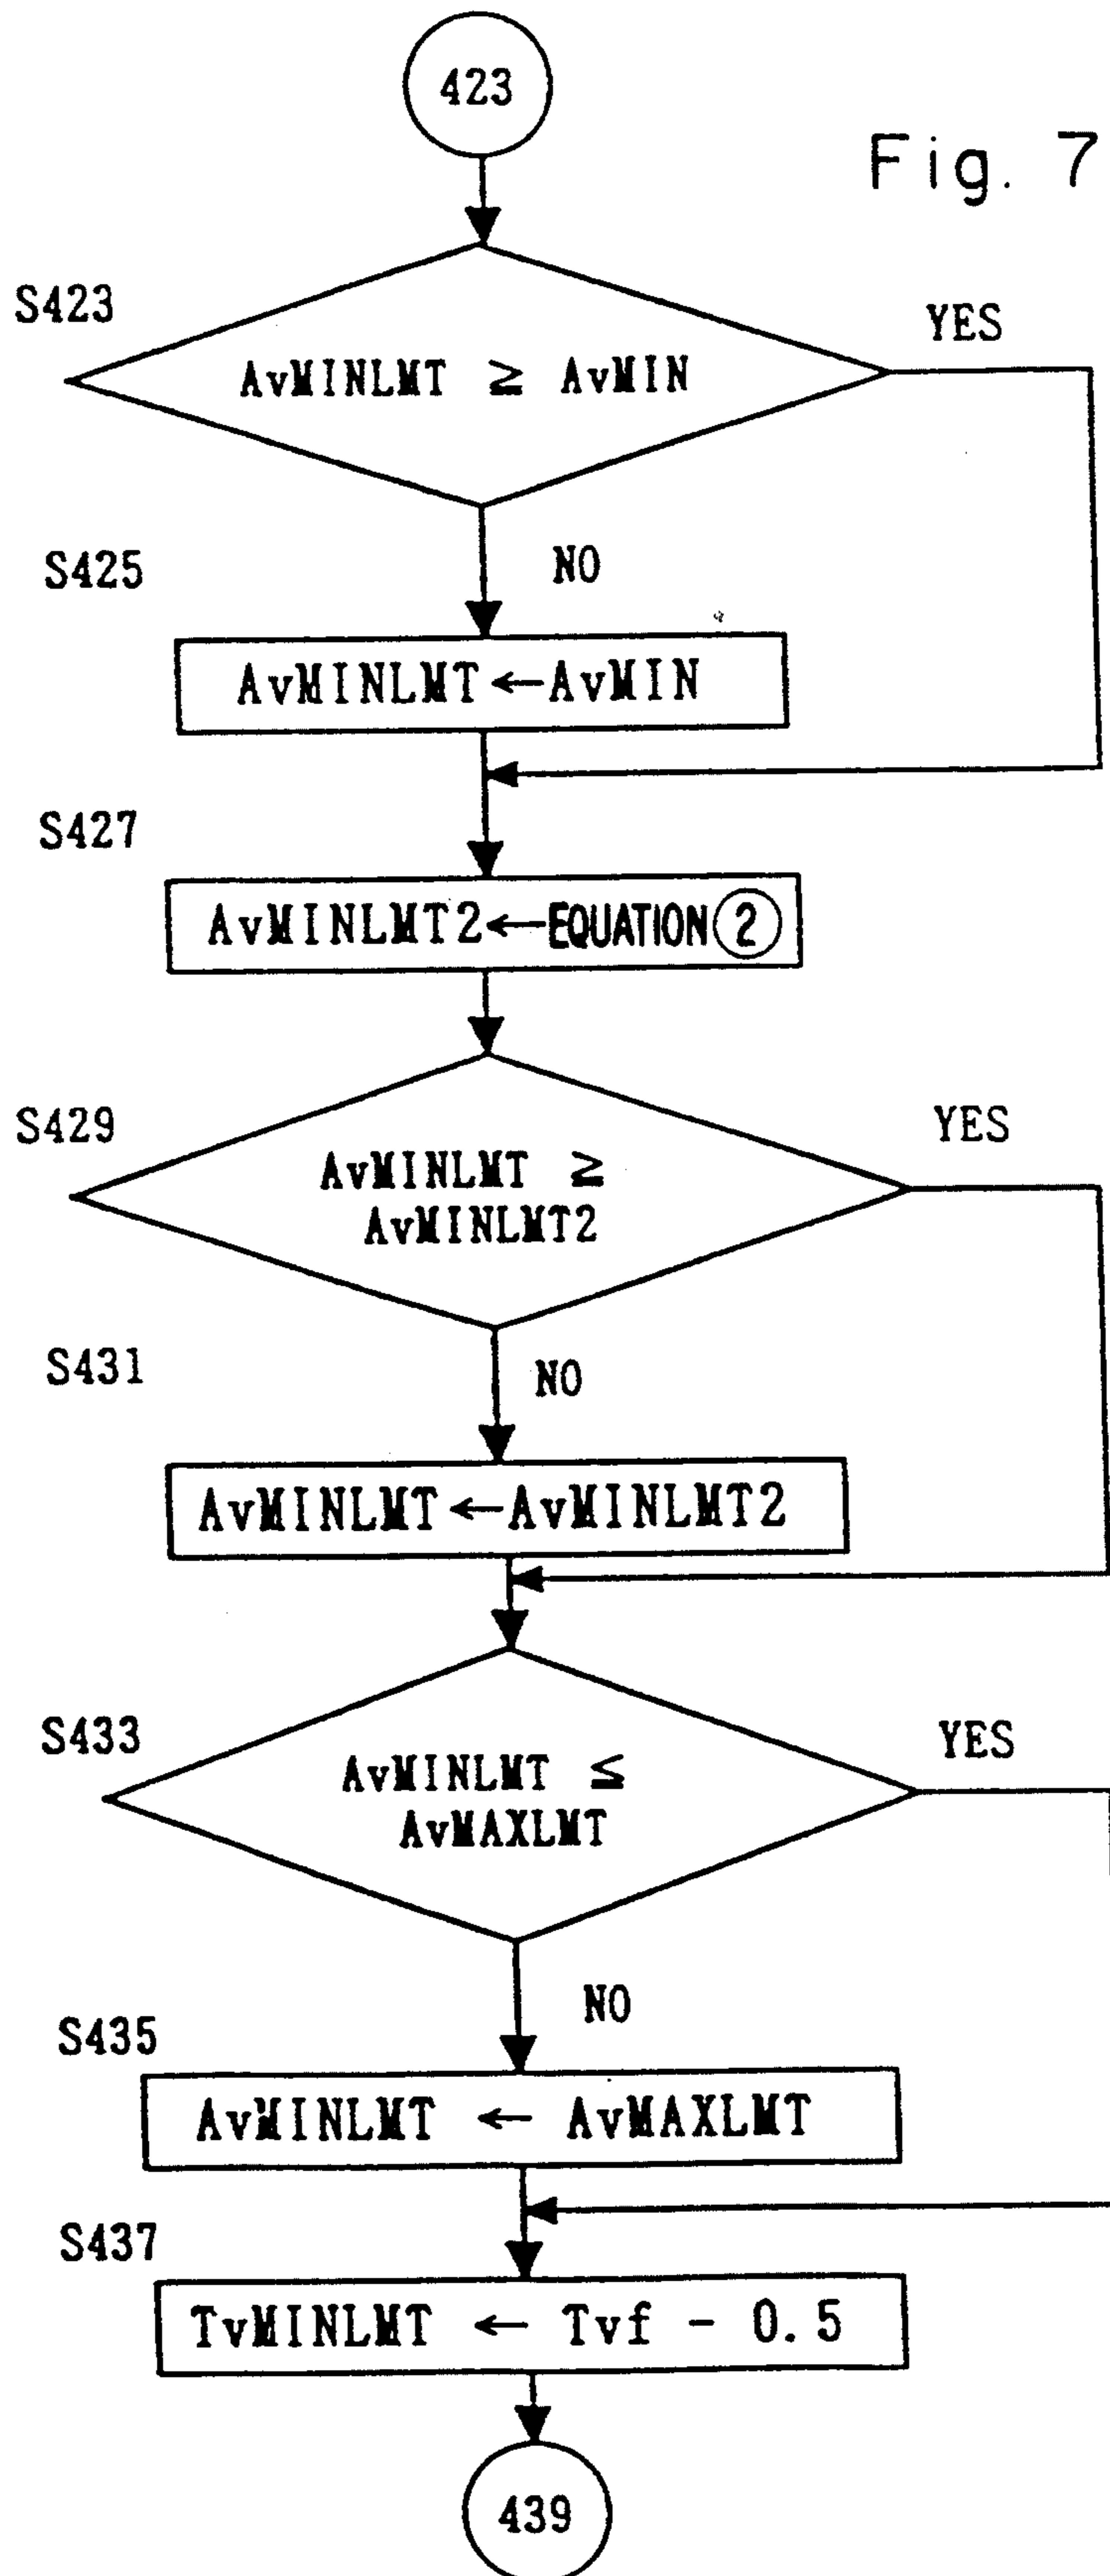 423
Fig. 7
S423
YES
AvMINLMT ≧ AvMIN
S425
NO
AvMINLMT←AvMIN
S427
AvMINLMT2←EQUATION②
S429
YES
AvMINLMT ≧
AvMINLMT2
S431
NO
AvMINLMT←AvMINLMT2
S433
YES
AvMINLMT ≦
AvMAXLMT
NO
S435
AvMINLMT ← AvMAXLMT
S437
TvMINLMT ← Tvf - 0.5
439